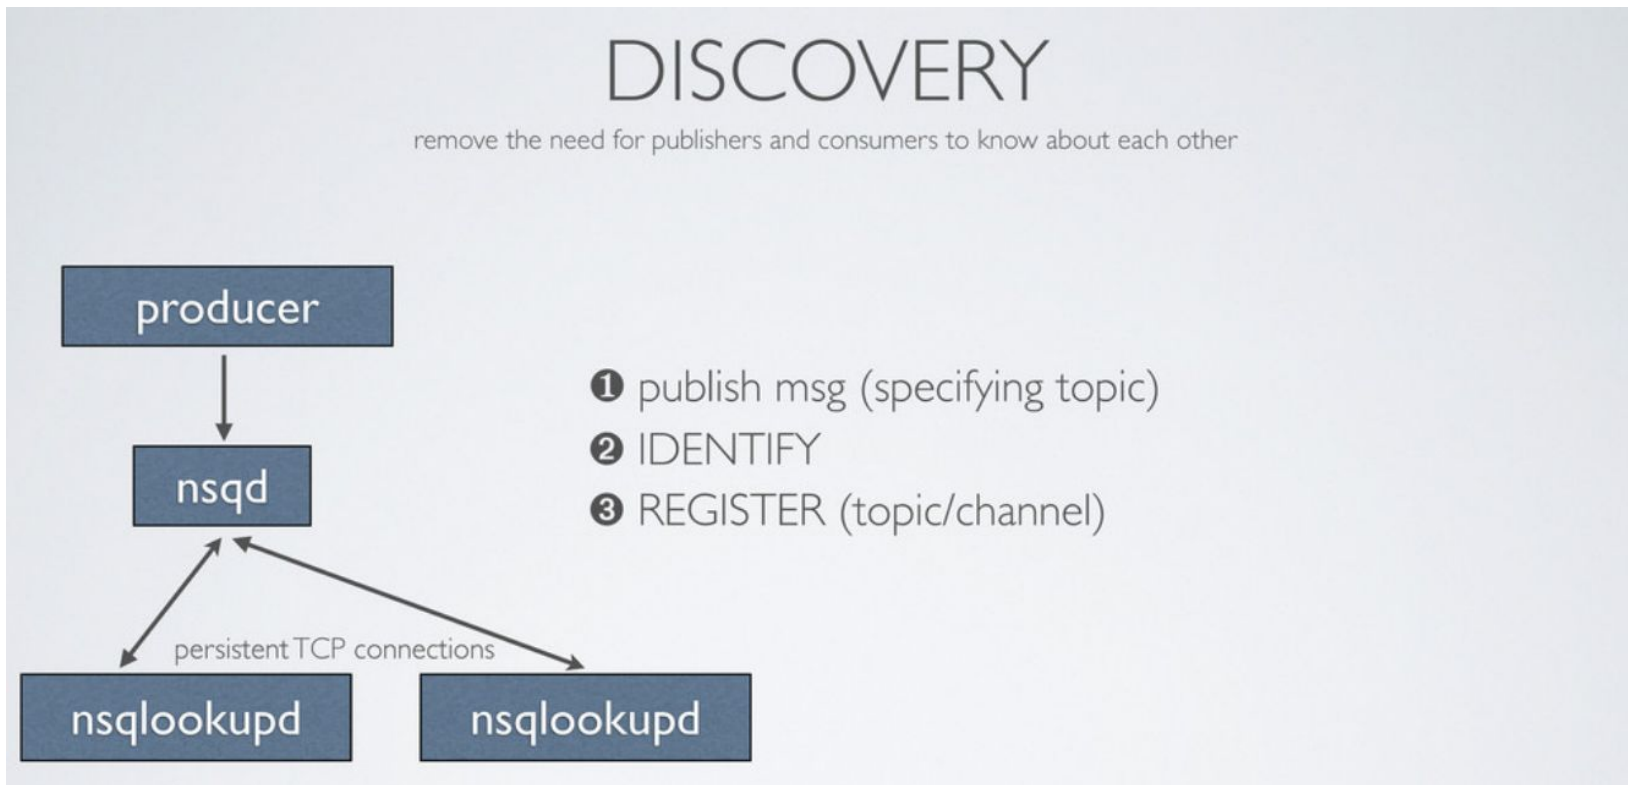 DISCOVERY
remove the need for publishers and consumers to know about each other
producer
nsqd
❶ publish msg (specifying topic)
❷ IDENTIFY
❸ REGISTER (topic/channel)
persistent TCP connections
nsqlookupd
nsqlookupd